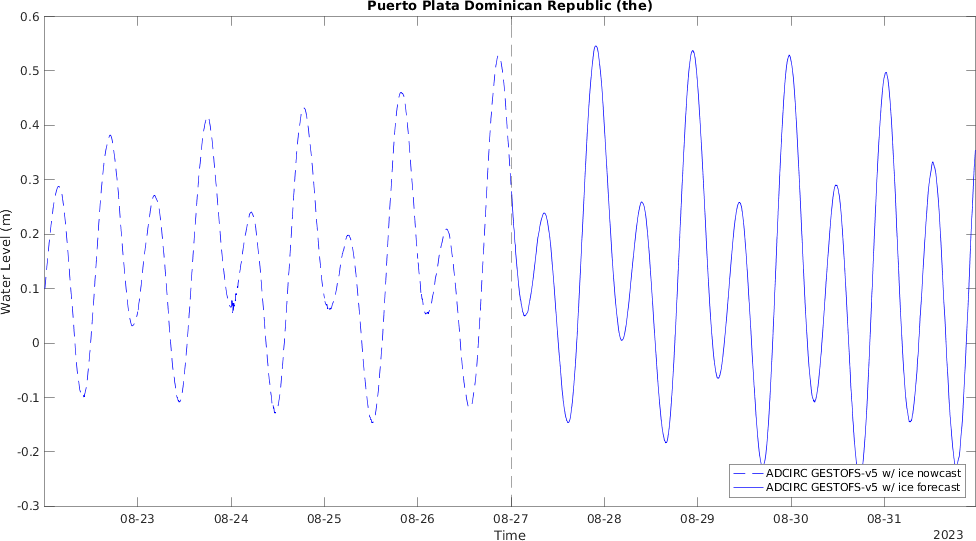 Puerto Plata Dominican Republic (the)
0.6
0.5
0.4
0.3
0.2
0.1
0
-0.1
-0.2
-0.3
Water Level (m)
ADCIRC GESTOFS-v5 w/ ice nowcast
ADCIRC GESTOFS-v5 w/ ice forecast
08-23 08-24 08-25 08-26 08-27 08-28 08-29 08-30 08-31
Time
2023